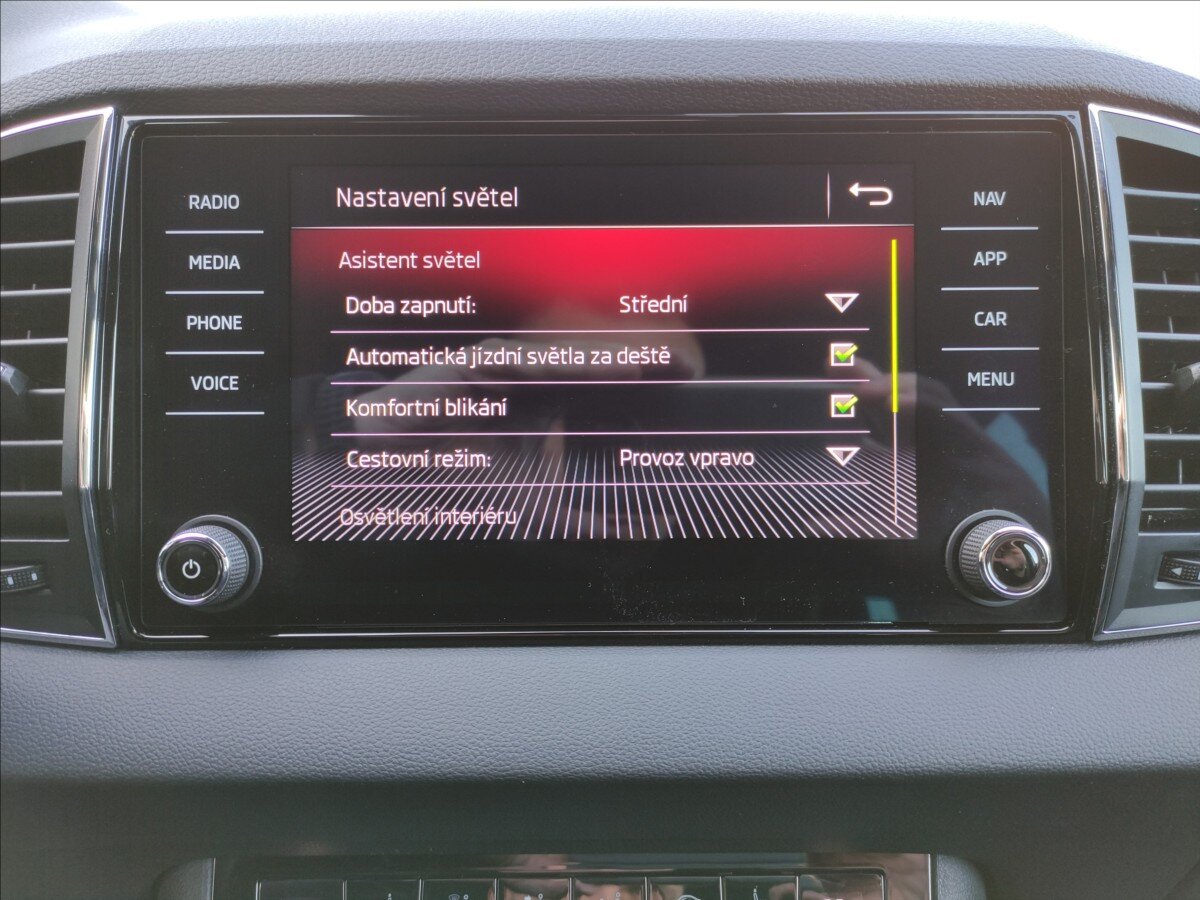 Nastavení světel
RADIO
MEDIA
PHONE
VOICE
Asistent světel
Doba zapnutí: Střední
Automatická jízdní světla za deště
Komfortní blikání
Cestovní režim: Provoz vpravo
Osvětlení interiéru
NAV
APP
CAR
MENU